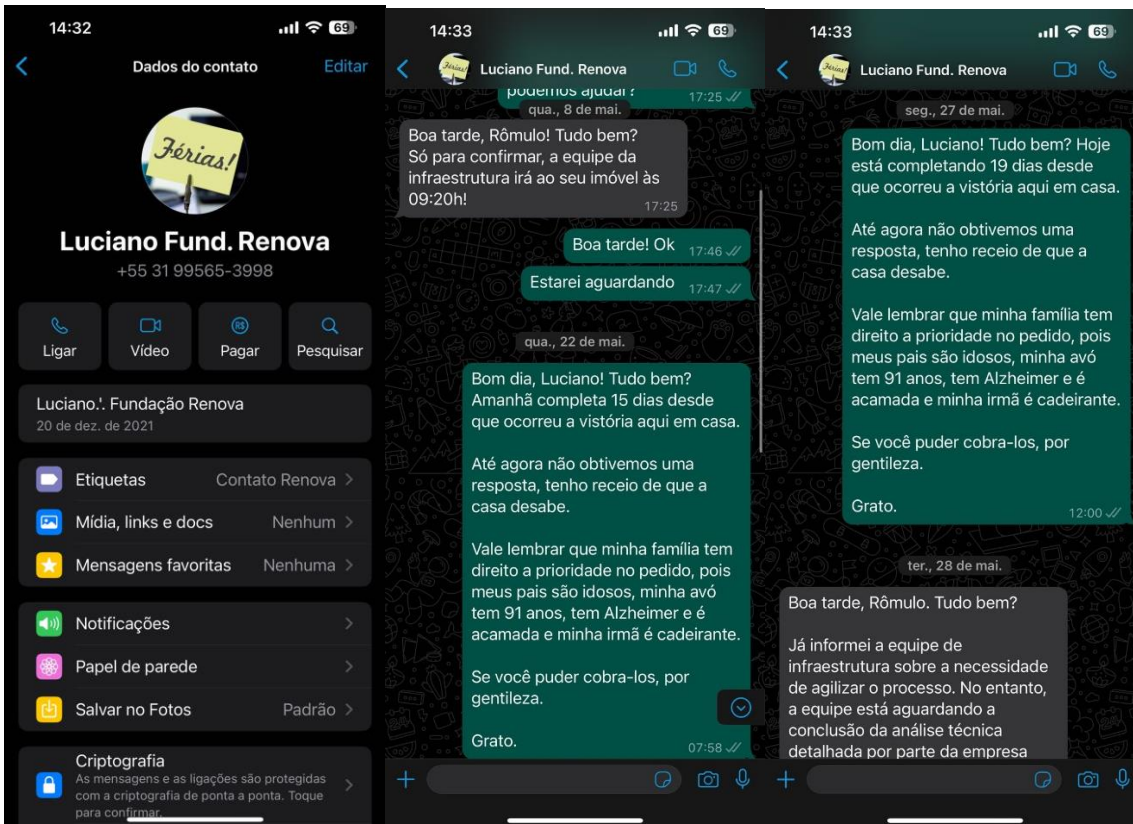 14:32
69
Dados do contato
Editar
Férias!
Luciano Fund. Renova
+55 31 99565-3998
Ligar
Vídeo
R$
Pagar
Pesquisar
Luciano.'. Fundação Renova
20 de dez. de 2021
Etiquetas
Contato Renova
Mídia, links e docs
Nenhum
Mensagens favoritas
Nenhuma
Notificações
Papel de parede
Salvar no Fotos
Padrão
Criptografia
As mensagens e as ligações são protegidas
com a criptografia de ponta a ponta. Toque
para confirmar.
14:33
69
Férias!
Luciano Fund. Renova
podemos ajudar?
17:25
qua., 8 de mai.
Boa tarde, Rômulo! Tudo bem?
Só para confirmar, a equipe da
infraestrutura irá ao seu imóvel às
09:20h!
17:25
Boa tarde! Ok
17:46
Estarei aguardando
17:47
qua., 22 de mai.
Bom dia, Luciano! Tudo bem?
Amanhã completa 15 dias desde
que ocorreu a vistória aqui em casa.
Até agora não obtivemos uma
resposta, tenho receio de que a
casa desabe.
Vale lembrar que minha família tem
direito a prioridade no pedido, pois
meus pais são idosos, minha avó
tem 91 anos, tem Alzheimer e é
acamada e minha irmã é cadeirante.
Se você puder cobra-los, por
gentileza.
Grato.
07:58
14:33
69
Férias!
Luciano Fund. Renova
seg., 27 de mai.
Bom dia, Luciano! Tudo bem? Hoje
está completando 19 dias desde
que ocorreu a vistória aqui em casa.
Até agora não obtivemos uma
resposta, tenho receio de que a
casa desabe.
Vale lembrar que minha família tem
direito a prioridade no pedido, pois
meus pais são idosos, minha avó
tem 91 anos, tem Alzheimer e é
acamada e minha irmã é cadeirante.
Se você puder cobra-los, por
gentileza.
Grato.
12:00
ter., 28 de mai.
Boa tarde, Rômulo. Tudo bem?
Já informei a equipe de
infraestrutura sobre a necessidade
de agilizar o processo. No entanto,
a equipe está aguardando a
conclusão da análise técnica
detalhada por parte da empresa